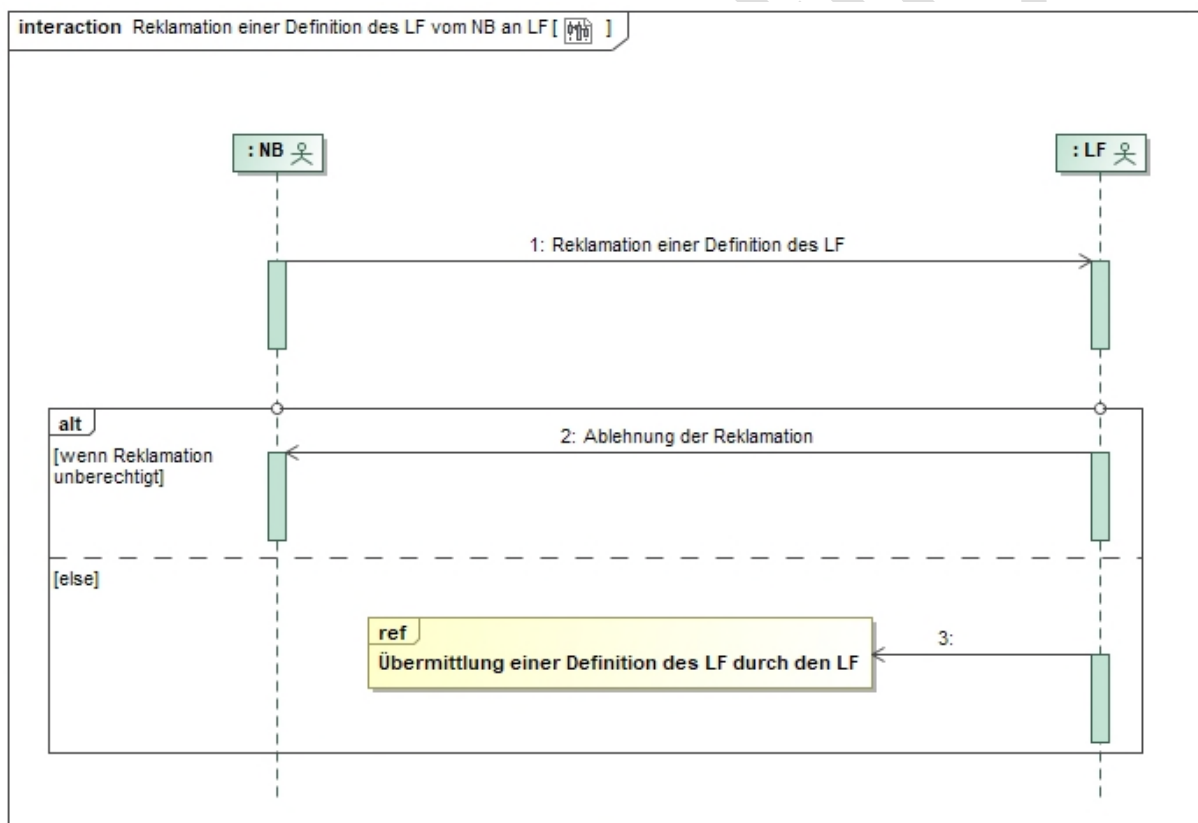 interaction Reklamation einer Definition des LF vom NB an LF [ ]
: NB
: LF
1: Reklamation einer Definition des LF
alt
2: Ablehnung der Reklamation
[wenn Reklamation
unberechtigt]
[else]
ref
3:
Übermittlung einer Definition des LF durch den LF